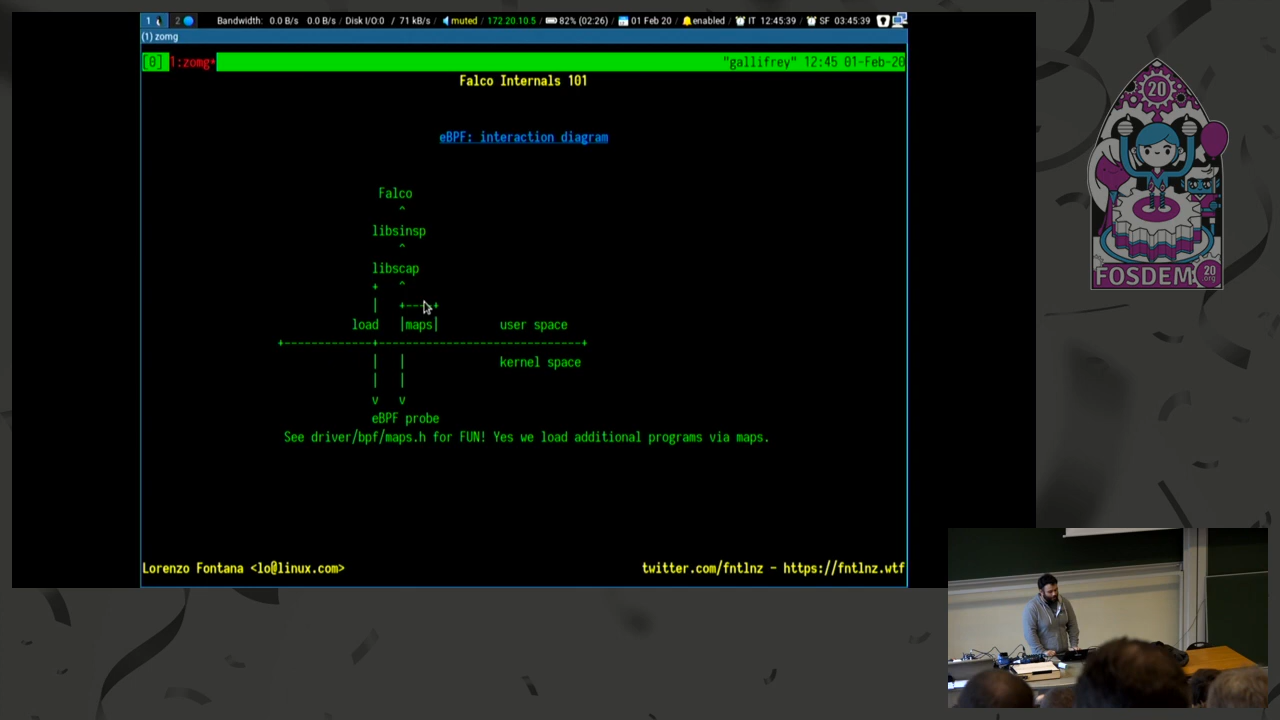 1 2 Bandwidth: 0.0 B/s 0.0 B/s / Disk I/O:0 / 71 kB/s / muted / 172.20.10.5 / 82% (02:26) / 01 Feb 20 / enabled / IT 12:45:39 / SF 03:45:39
(1) zomg
[0] 1:zomg* "gallifrey" 12:45 01-Feb-20
Falco Internals 101
eBPF: interaction diagram
Falco
^
libsinsp
^
libscap
+ ^
| +----+
load |maps| user space
+-------------+------------------------------+
| | kernel space
| |
v v
eBPF probe
See driver/bpf/maps.h for FUN! Yes we load additional programs via maps.
Lorenzo Fontana <lo@linux.com> twitter.com/fntlnz - https://fntlnz.wtf
20
FOSDEM 20 .org